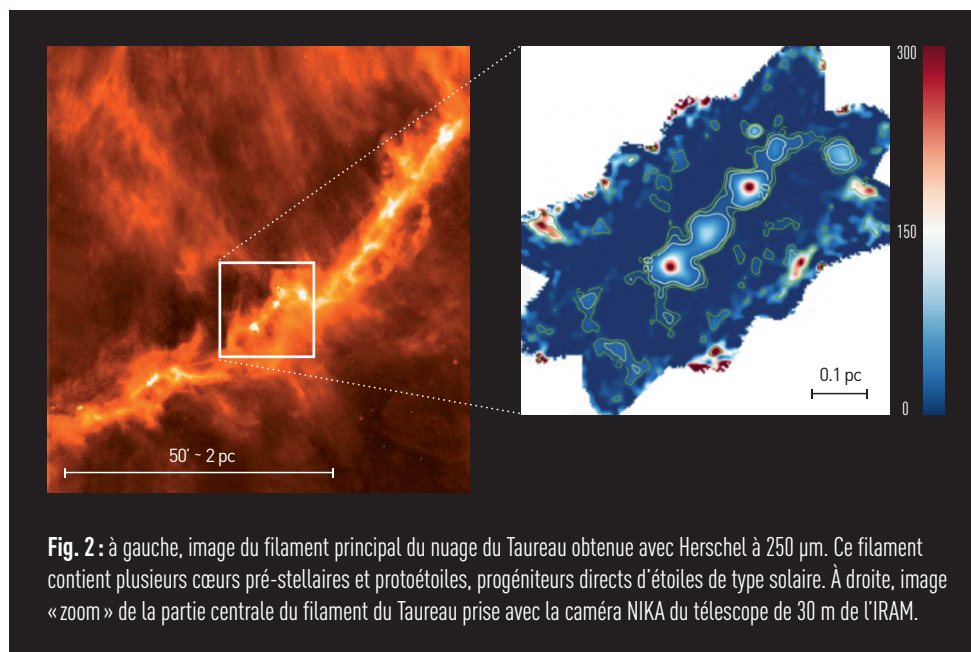 300
150
0
0.1 pc
50’ ~ 2 pc
Fig. 2 : à gauche, image du filament principal du nuage du Taureau obtenue avec Herschel à 250 µm. Ce filament
contient plusieurs cœurs pré-stellaires et protoétoiles, progéniteurs directs d’étoiles de type solaire. À droite, image
« zoom » de la partie centrale du filament du Taureau prise avec la caméra NIKA du télescope de 30 m de l’IRAM.